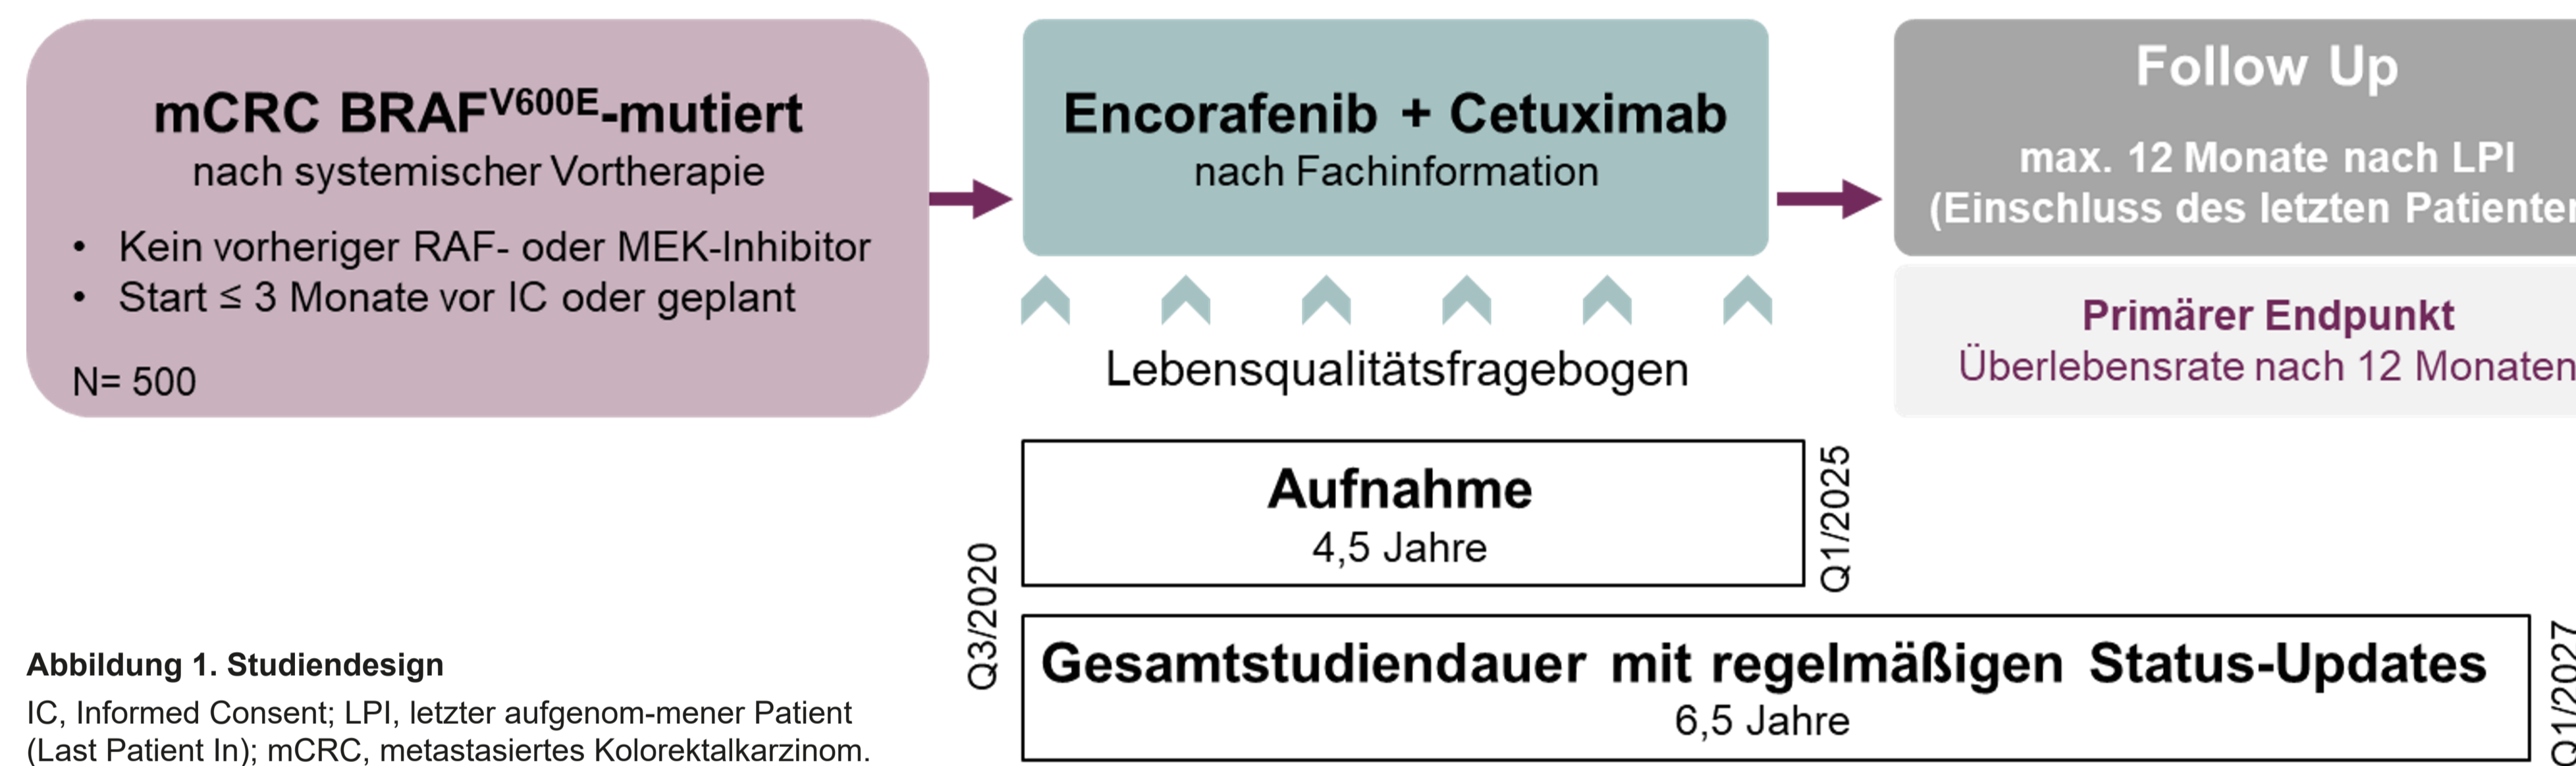 mCRC BRAFV600E-mutiert
nach systemischer Vortherapie
• Kein vorheriger RAF- oder MEK-Inhibitor
• Start ≤ 3 Monate vor IC oder geplant
N= 500
Encorafenib + Cetuximab
nach Fachinformation
Lebensqualitätsfragebogen
Follow Up
max. 12 Monate nach LPI
(Einschluss des letzten Patienten
Primärer Endpunkt
Überlebensrate nach 12 Monaten
Aufnahme
4,5 Jahre
Q1/2025
Q3/2020
Gesamtstudiendauer mit regelmäßigen Status-Updates
6,5 Jahre
Q1/2027
Abbildung 1. Studiendesign
IC, Informed Consent; LPI, letzter aufgenom-mener Patient
(Last Patient In); mCRC, metastasiertes Kolorektalkarzinom.